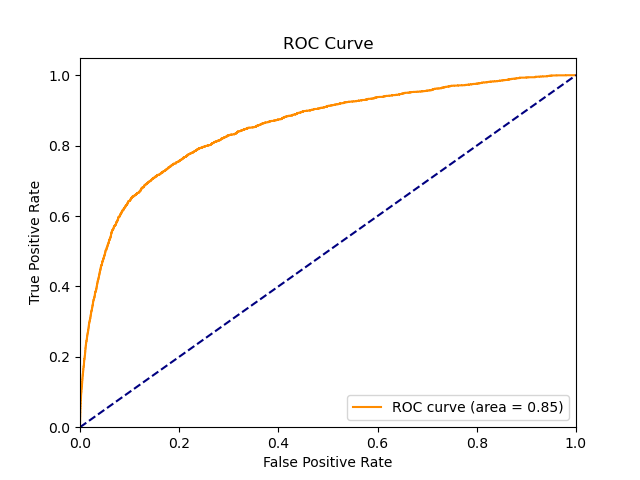 ROC Curve
True Positive Rate
1.0
0.8
0.6
0.4
0.2
0.0
ROC curve (area = 0.85)
0.0 0.2 0.4 0.6 0.8 1.0
False Positive Rate